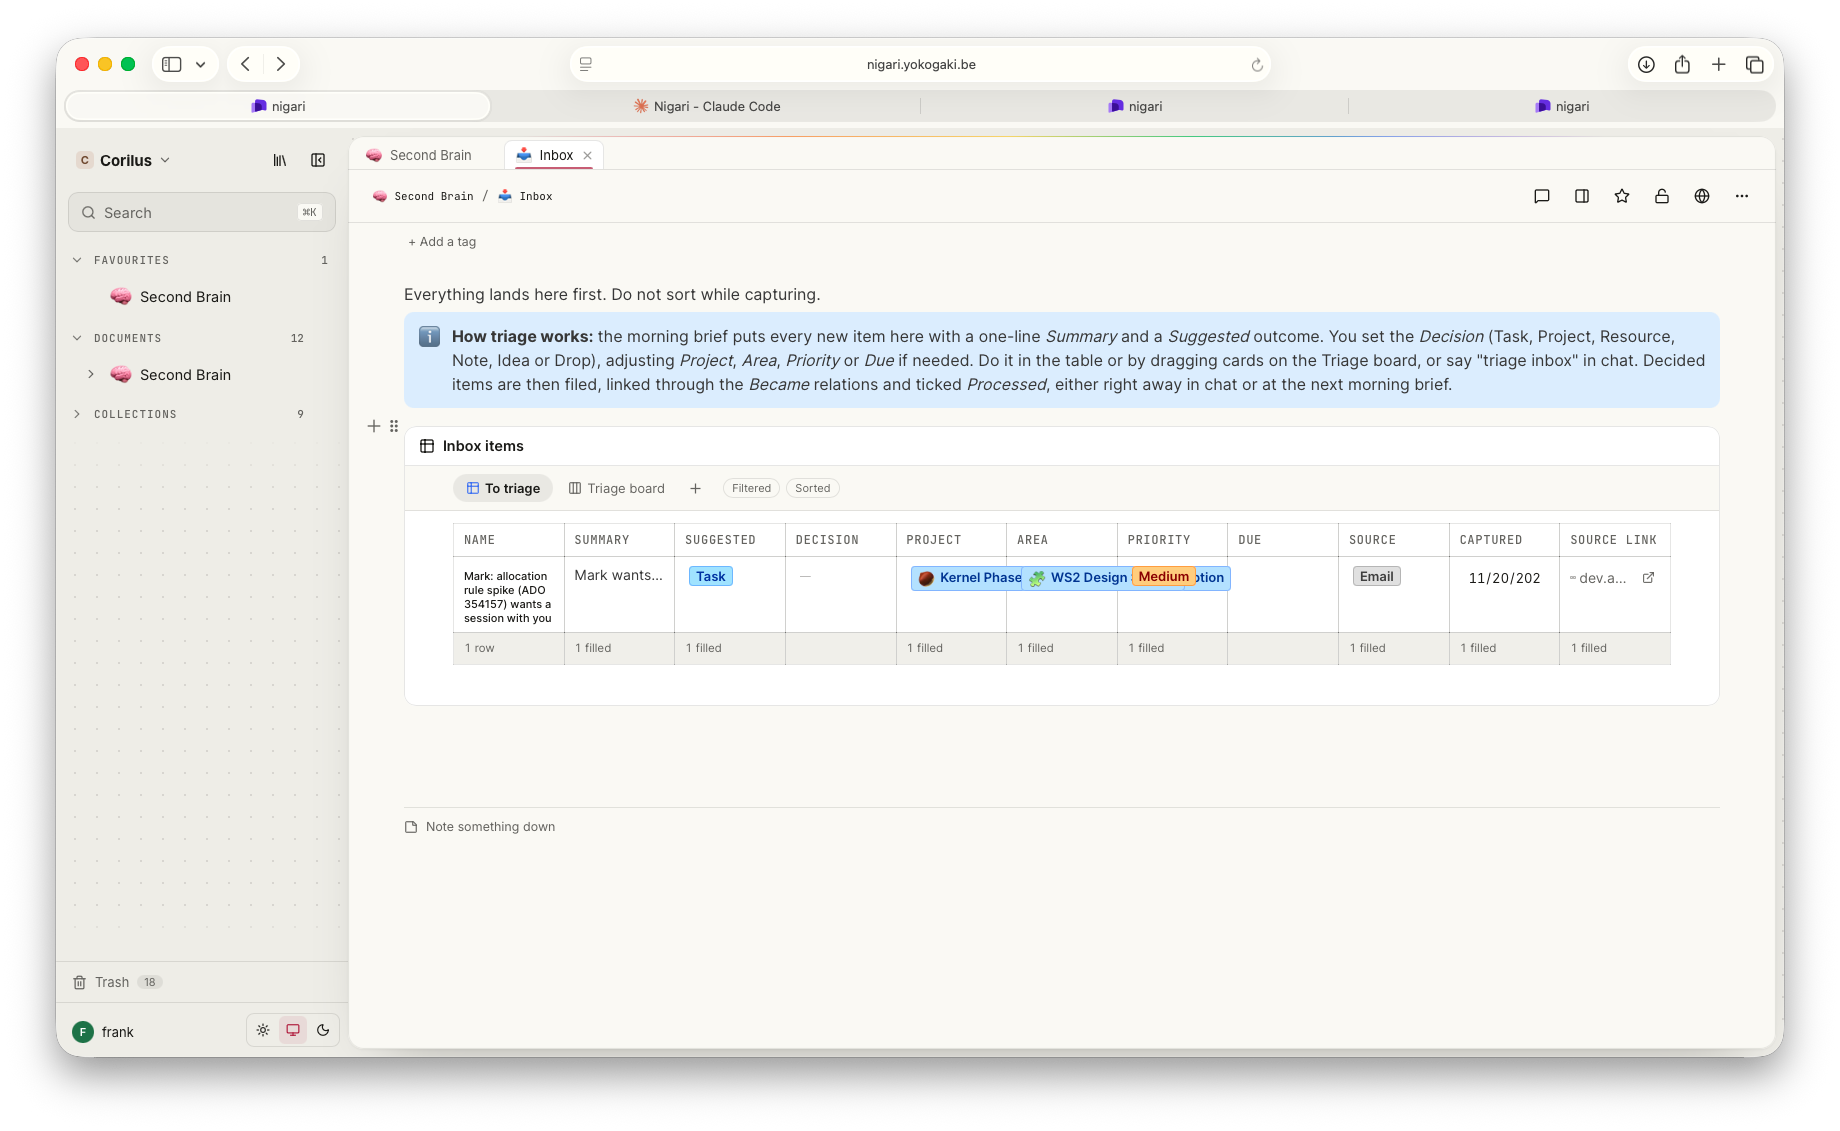 nigari.yokogaki.be
nigari
Nigari - Claude Code
nigari
nigari
C Corilus
Search ⌘K
FAVOURITES 1
Second Brain
DOCUMENTS 12
Second Brain
COLLECTIONS 9
Trash 18
F frank
Second Brain
Inbox
Second Brain / Inbox
+ Add a tag
Everything lands here first. Do not sort while capturing.
How triage works: the morning brief puts every new item here with a one-line Summary and a Suggested outcome. You set the Decision (Task, Project, Resource,
Note, Idea or Drop), adjusting Project, Area, Priority or Due if needed. Do it in the table or by dragging cards on the Triage board, or say "triage inbox" in chat. Decided
items are then filed, linked through the Became relations and ticked Processed, either right away in chat or at the next morning brief.
Inbox items
To triage
Triage board
Filtered
Sorted
NAME SUMMARY SUGGESTED DECISION PROJECT AREA PRIORITY DUE SOURCE CAPTURED SOURCE LINK
Mark: allocation
rule spike (ADO
354157) wants a
session with you
Mark wants...
Task
—
Kernel Phase
WS2 Design
Medium
ption
Email
11/20/202
dev.a...
1 row 1 filled 1 filled 1 filled 1 filled 1 filled 1 filled 1 filled 1 filled
Note something down